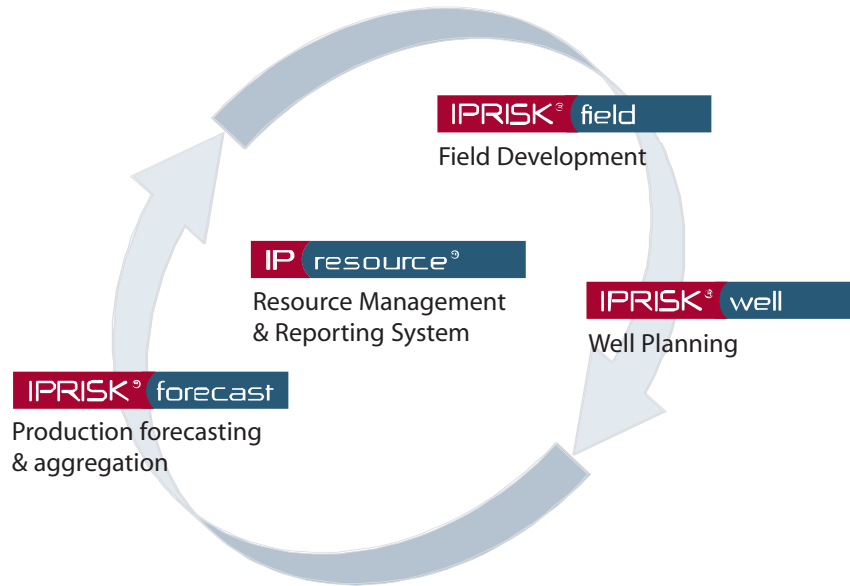 IPRISK® field
Field Development
IP resource®
Resource Management
& Reporting System
IPRISK® well
Well Planning
IPRISK® forecast
Production forecasting
& aggregation